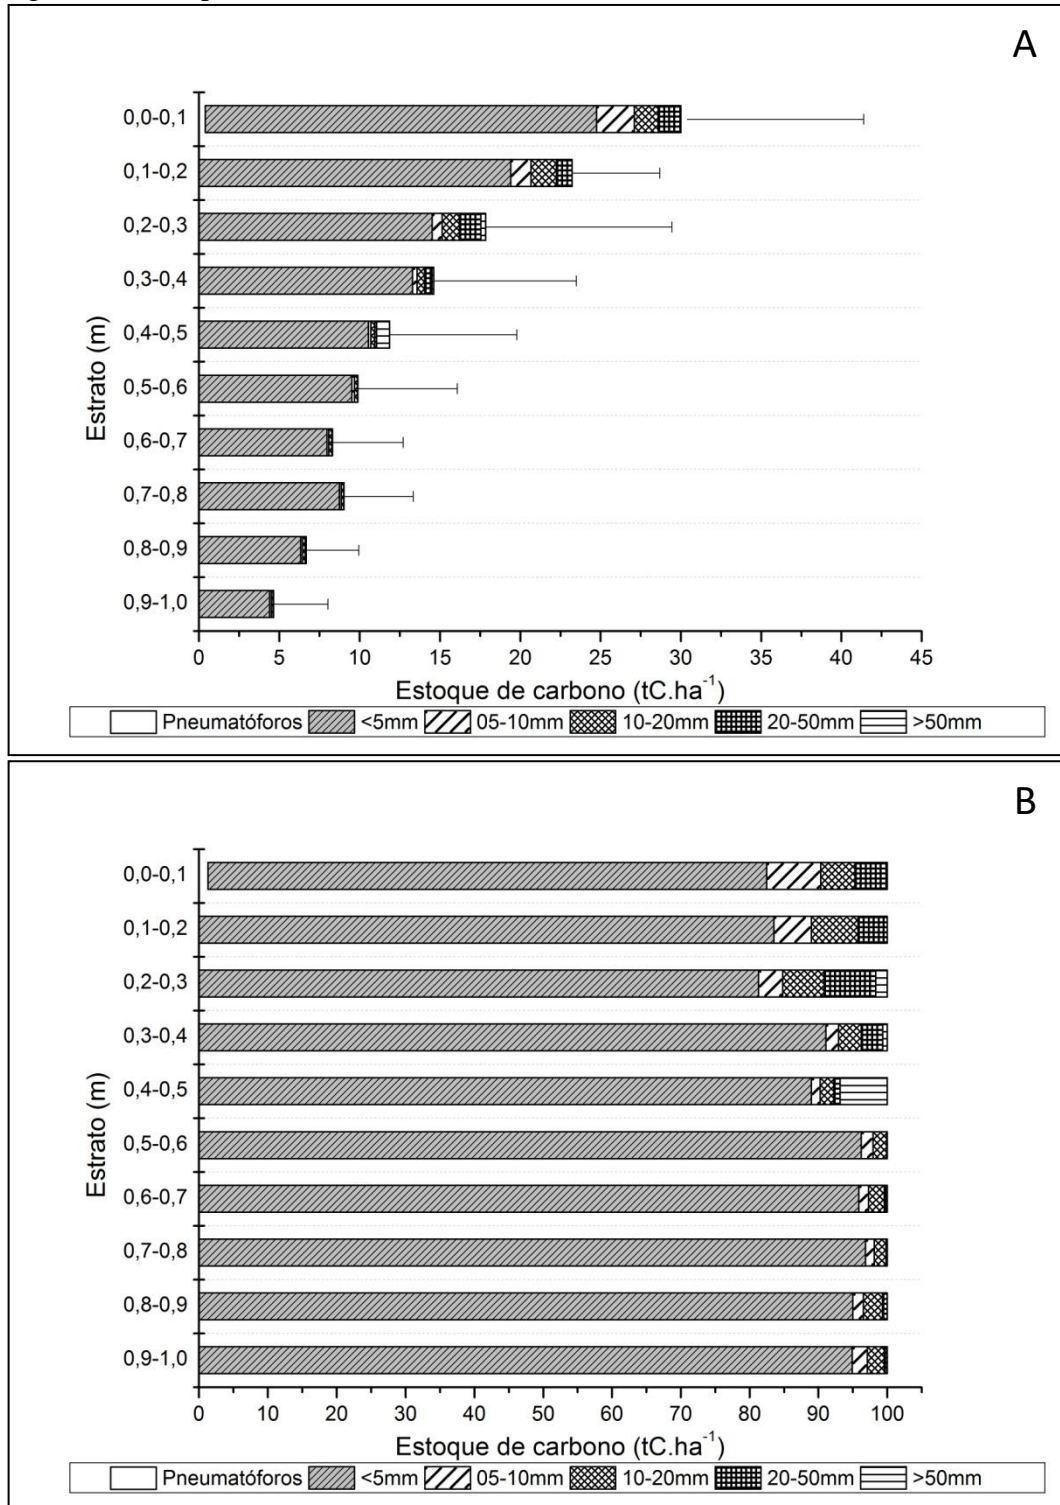 A
0,0-0,1
0,1-0,2
0,2-0,3
0,3-0,4
0,4-0,5
0,5-0,6
0,6-0,7
0,7-0,8
0,8-0,9
0,9-1,0
Estrato (m)
0 5 10 15 20 25 30 35 40 45
Estoque de carbono (tC.ha⁻¹)
Pneumatóforos <5mm 05-10mm 10-20mm 20-50mm >50mm
B
0,0-0,1
0,1-0,2
0,2-0,3
0,3-0,4
0,4-0,5
0,5-0,6
0,6-0,7
0,7-0,8
0,8-0,9
0,9-1,0
Estrato (m)
0 10 20 30 40 50 60 70 80 90 100
Estoque de carbono (tC.ha⁻¹)
Pneumatóforos <5mm 05-10mm 10-20mm 20-50mm >50mm